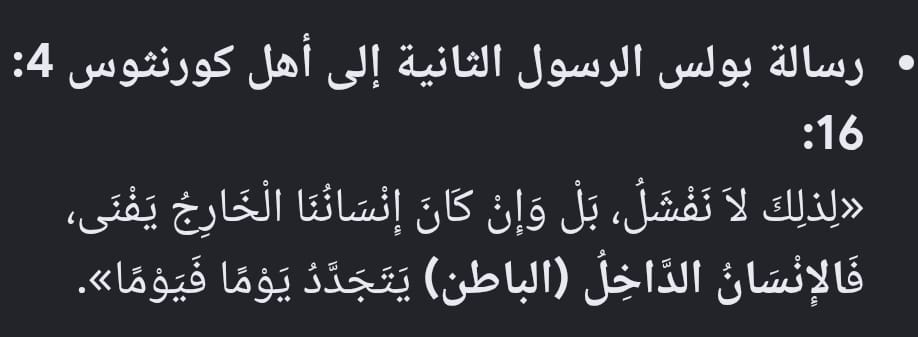 • رسالة بولس الرسول الثانية إلى أهل كورنثوس 4:
16:
«لِذلِكَ لاَ نَفْشَلُ، بَلْ وَإِنْ كَانَ إِنْسَانُنَا الْخَارِجُ يَفْنَى،
فَالإِنْسَانُ الدَّاخِلُ (الباطن) يَتَجَدَّدُ يَوْمًا فَيَوْمًا».